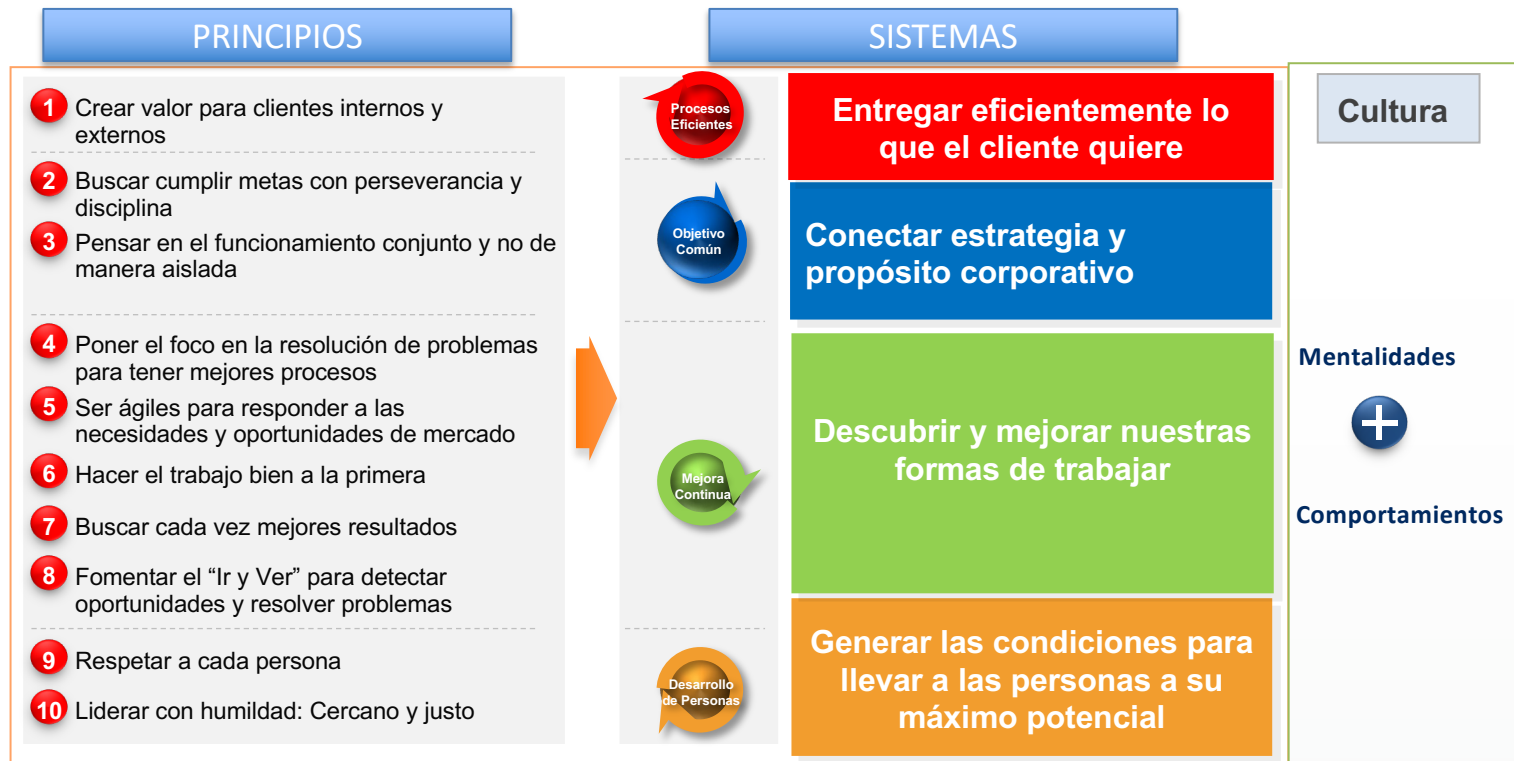 PRINCIPIOS
SISTEMAS
1 Crear valor para clientes internos y
externos
2 Buscar cumplir metas con perseverancia y
disciplina
3 Pensar en el funcionamiento conjunto y no de
manera aislada
4 Poner el foco en la resolución de problemas
para tener mejores procesos
5 Ser ágiles para responder a las
necesidades y oportunidades de mercado
6 Hacer el trabajo bien a la primera
7 Buscar cada vez mejores resultados
8 Fomentar el “Ir y Ver” para detectar
oportunidades y resolver problemas
9 Respetar a cada persona
10 Liderar con humildad: Cercano y justo
Procesos
Eficientes
Entregar eficientemente lo
que el cliente quiere
Objetivo
Común
Conectar estrategia y
propósito corporativo
Mejora
Continua
Descubrir y mejorar nuestras
formas de trabajar
Desarrollo
de Personas
Generar las condiciones para
llevar a las personas a su
máximo potencial
Cultura
Mentalidades
+
Comportamientos